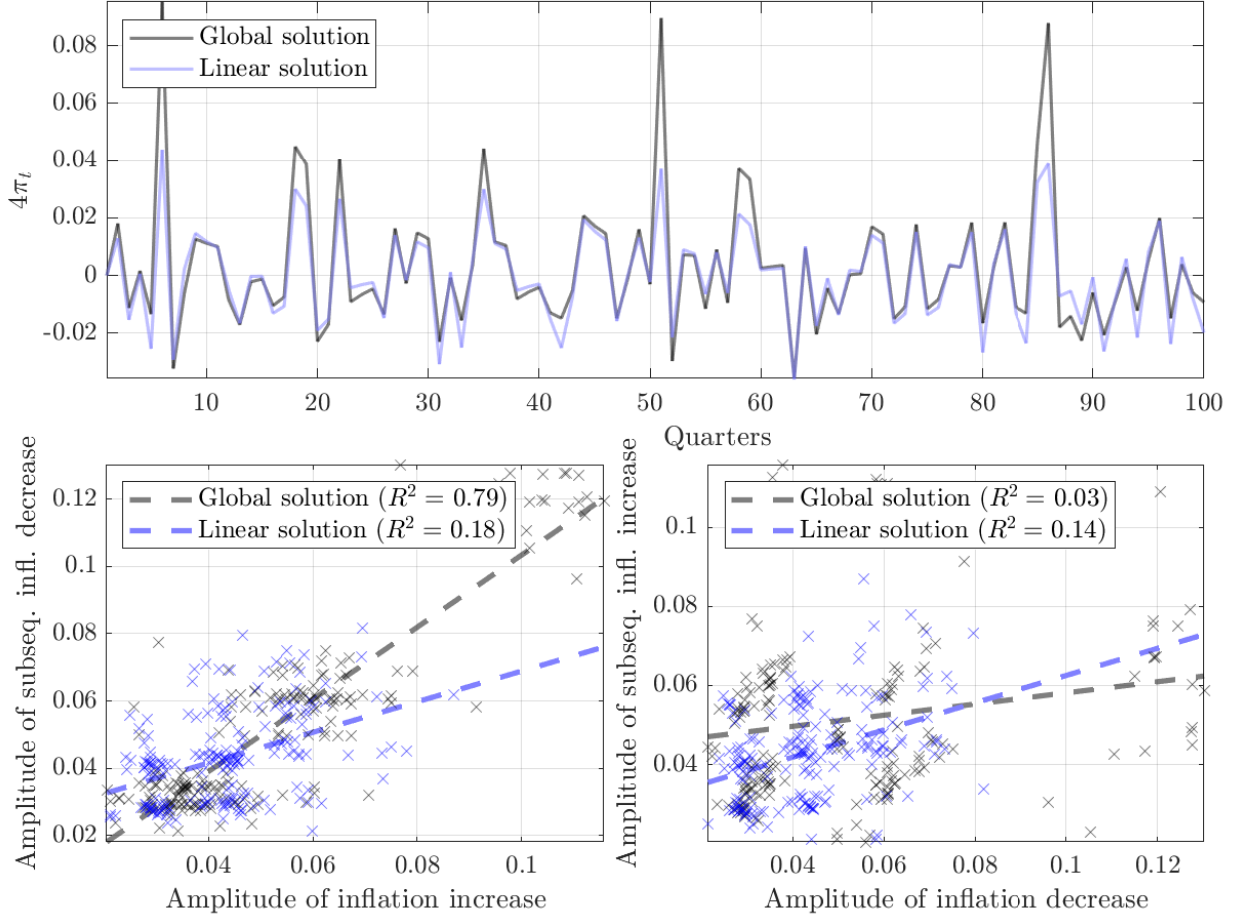 0.08
0.06
0.04
0.02
0
-0.02
4π_t
Global solution
Linear solution
10 20 30 40 50 60 70 80 90 100
Quarters
Amplitude of subseq. infl. decrease
0.12
0.1
0.08
0.06
0.04
0.02
Global solution (R² = 0.79)
Linear solution (R² = 0.18)
0.04 0.06 0.08 0.1
Amplitude of inflation increase
Amplitude of subseq. infl. increase
0.1
0.08
0.06
0.04
Global solution (R² = 0.03)
Linear solution (R² = 0.14)
0.04 0.06 0.08 0.1 0.12
Amplitude of inflation decrease